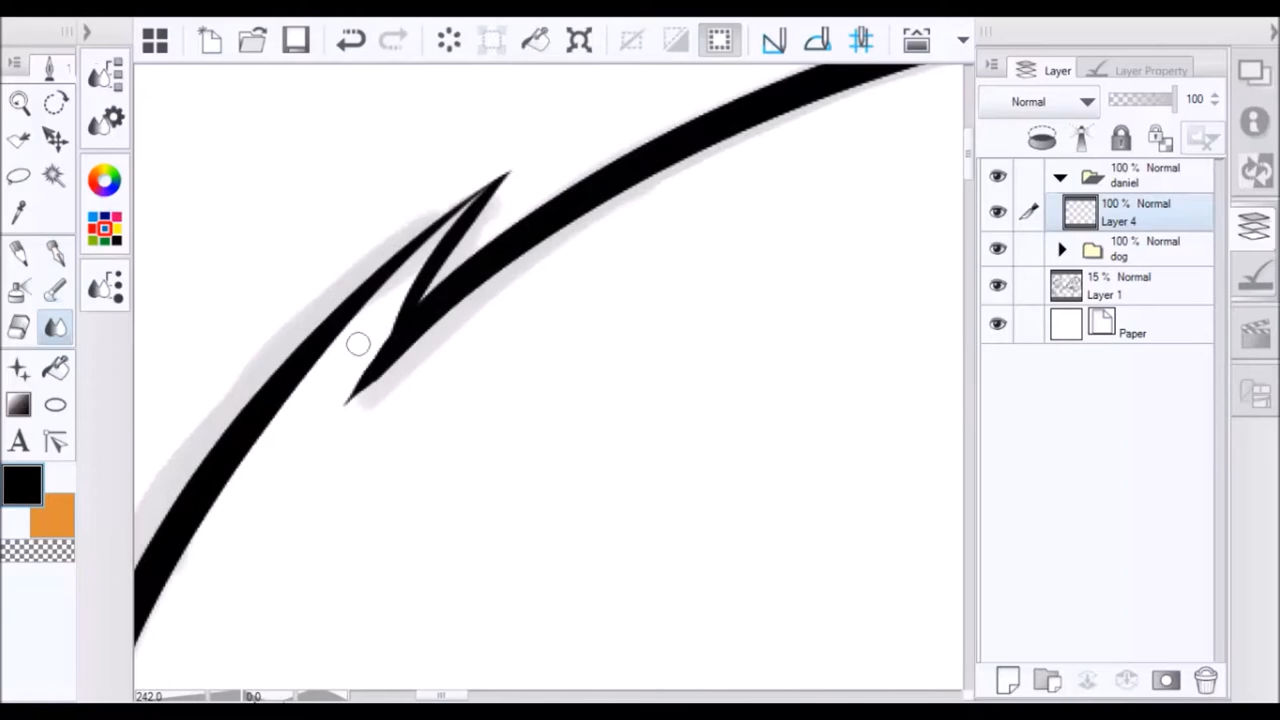 Layer
Layer Property
Normal
100
100 % Normal
daniel
100 % Normal
Layer 4
100 % Normal
dog
15 % Normal
Layer 1
Paper
A
242.0
0.0